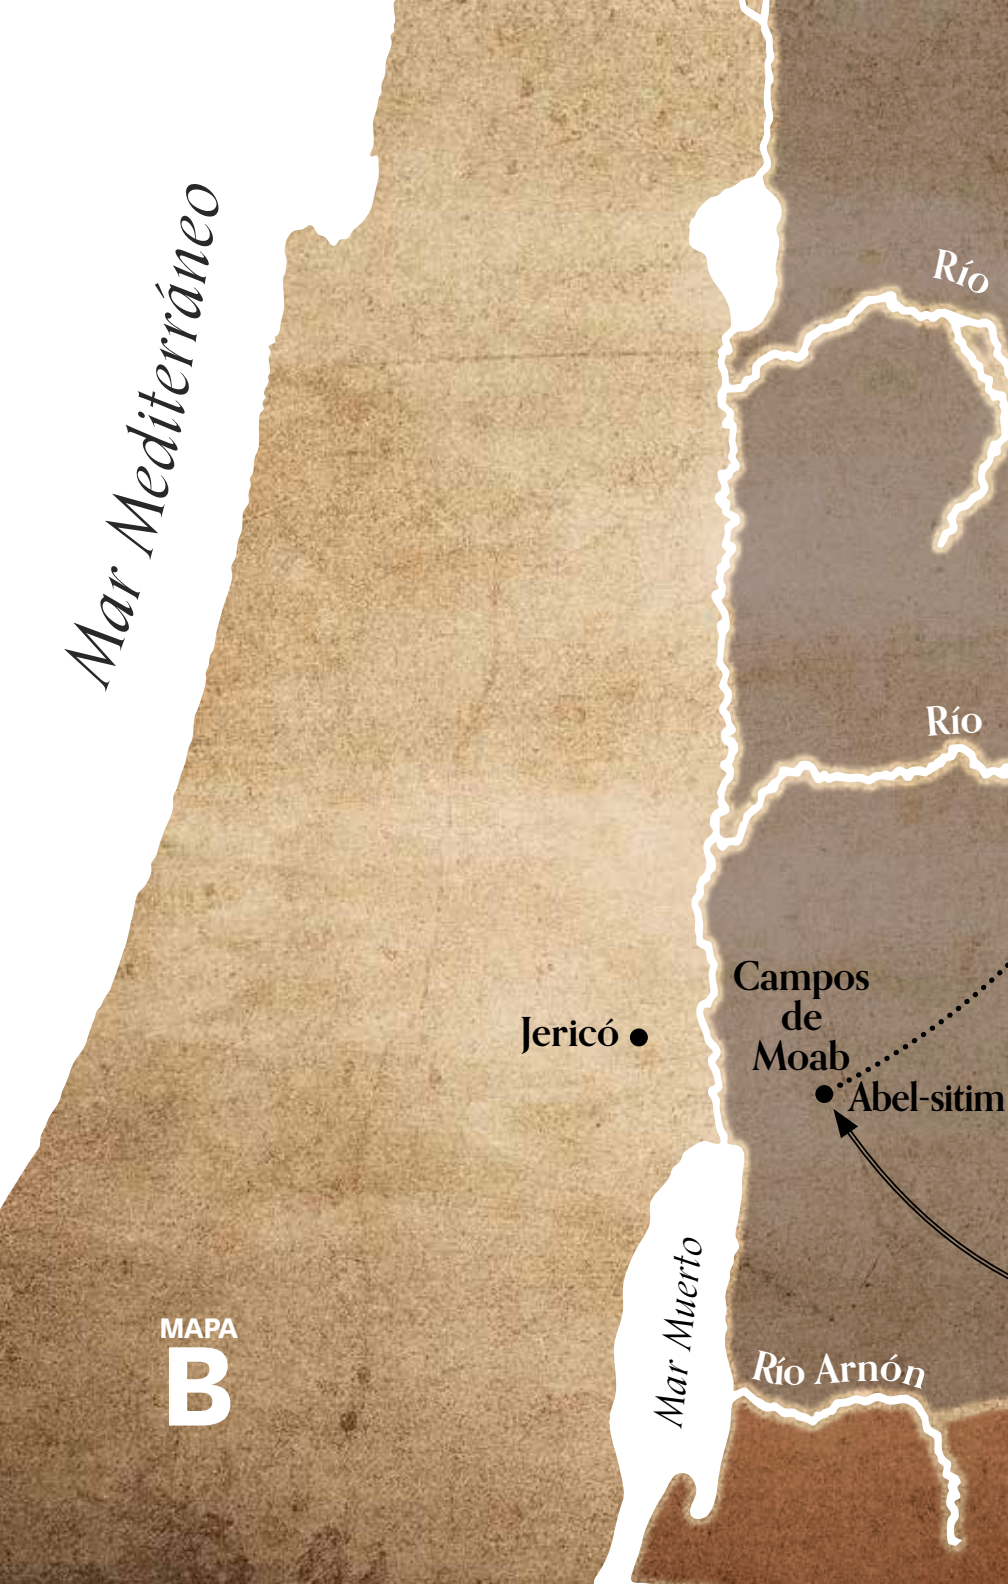 Mar Mediterráneo
Río
Río
Campos
de
Moab
Jericó
Abel-sitim
Mar Muerto
Río Arnón
MAPA
B